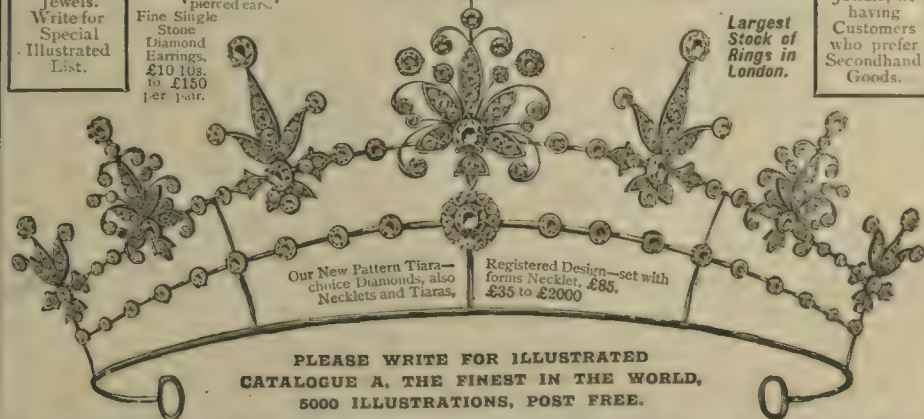 Jewels.
Write for
Special
Illustrated
List.
"pierced ears."
Fine Single
Stone
Diamond
Earrings,
£10 10s.
to £150
per pair.
Largest
Stock of
Rings in
London.
having
Customers
who prefer
Secondhand
Goods.
Our New Pattern Tiara—Registered Design—set with
choice Diamonds, also forms Necklet, £85.
Necklets and Tiaras, £35 to £2000
PLEASE WRITE FOR ILLUSTRATED
CATALOGUE A, THE FINEST IN THE WORLD,
5000 ILLUSTRATIONS, POST FREE.